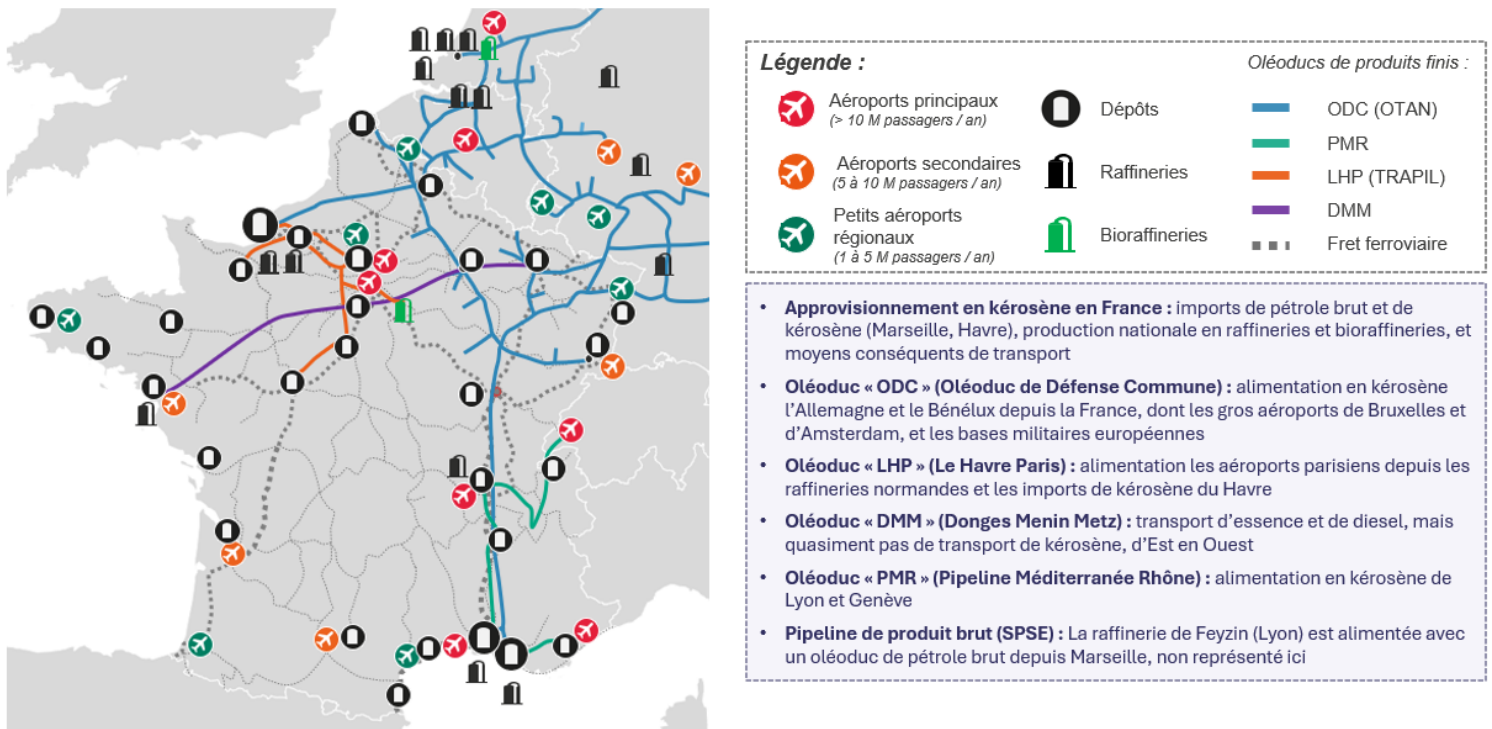 Légende :
Oléoducs de produits finis :
Aéroports principaux
(> 10 M passagers / an)
Dépôts
ODC (OTAN)
PMR
Aéroports secondaires
(5 à 10 M passagers / an)
Raffineries
LHP (TRAPIL)
DMM
Petits aéroports
régionaux
(1 à 5 M passagers / an)
Bioraffineries
Fret ferroviaire
• Approvisionnement en kérosène en France : imports de pétrole brut et de
kérosène (Marseille, Havre), production nationale en raffineries et bioraffineries, et
moyens conséquents de transport
• Oléoduc « ODC » (Oléoduc de Défense Commune) : alimentation en kérosène
l'Allemagne et le Bénélux depuis la France, dont les gros aéroports de Bruxelles et
d'Amsterdam, et les bases militaires européennes
• Oléoduc « LHP » (Le Havre Paris) : alimentation les aéroports parisiens depuis les
raffineries normandes et les imports de kérosène du Havre
• Oléoduc « DMM » (Donges Menin Metz) : transport d'essence et de diesel, mais
quasiment pas de transport de kérosène, d'Est en Ouest
• Oléoduc « PMR » (Pipeline Méditerranée Rhône) : alimentation en kérosène de
Lyon et Genève
• Pipeline de produit brut (SPSE) : La raffinerie de Feyzin (Lyon) est alimentée avec
un oléoduc de pétrole brut depuis Marseille, non représenté ici